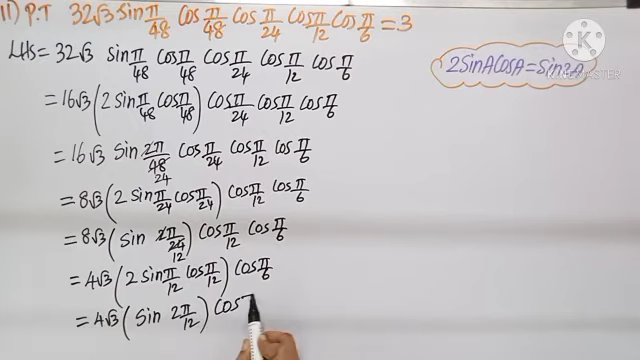 11) P.T 32√3 sin π/48 cos π/48 cos π/24 cos π/12 cos π/6 = 3
LHS = 32√3 sin π/48 cos π/48 cos π/24 cos π/12 cos π/6
2SinACosA=Sin2A
= 16√3 (2 sin π/48 cos π/48) cos π/24 cos π/12 cos π/6
= 16√3 sin 2π/48 24 cos π/24 cos π/12 cos π/6
= 8√3 (2 sin π/24 cos π/24) cos π/12 cos π/6
= 8√3 (sin 2π/24 12) cos π/12 cos π/6
= 4√3 (2 sin π/12 cos π/12) cos π/6
= 4√3 (sin 2π/12) cos
KINEMASTER